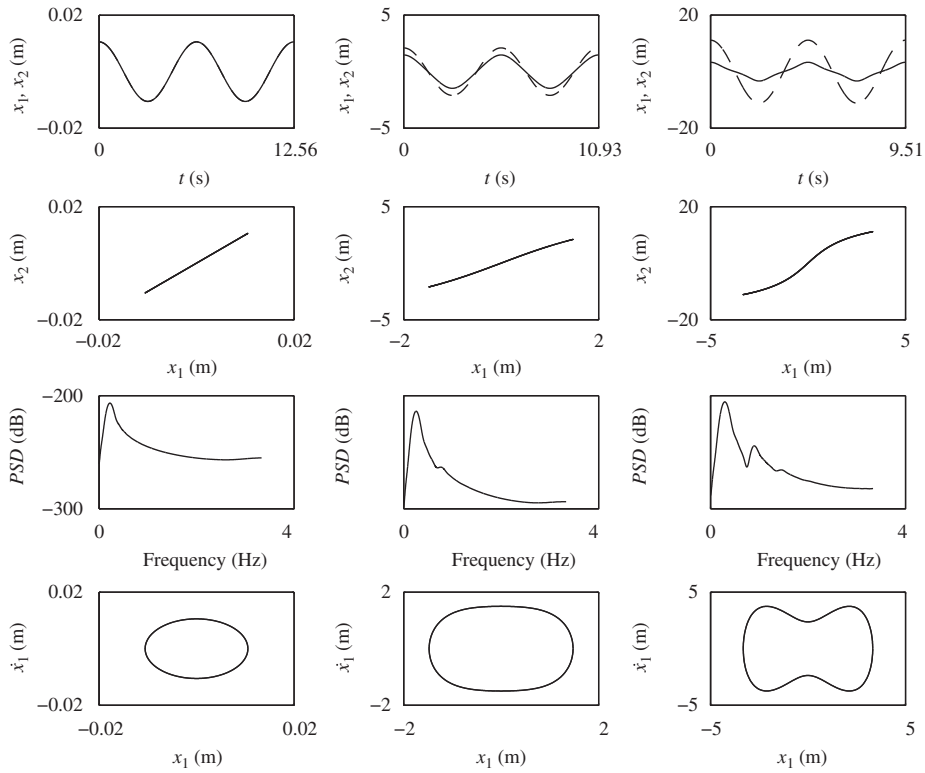 0.02
x₁, x₂ (m)
−0.02
0
12.56
t (s)
5
x₁, x₂ (m)
−5
0
10.93
t (s)
20
x₁, x₂ (m)
−20
0
9.51
t (s)
0.02
x₂ (m)
−0.02
−0.02
0.02
x₁ (m)
5
x₂ (m)
−5
−2
2
x₁ (m)
20
x₂ (m)
−20
−5
5
x₁ (m)
−200
PSD (dB)
−300
0
4
Frequency (Hz)
PSD (dB)
0
4
Frequency (Hz)
PSD (dB)
0
4
Frequency (Hz)
0.02
ẋ₁ (m)
−0.02
−0.02
0.02
x₁ (m)
2
ẋ₁ (m)
−2
−2
2
x₁ (m)
5
ẋ₁ (m)
−5
−5
5
x₁ (m)